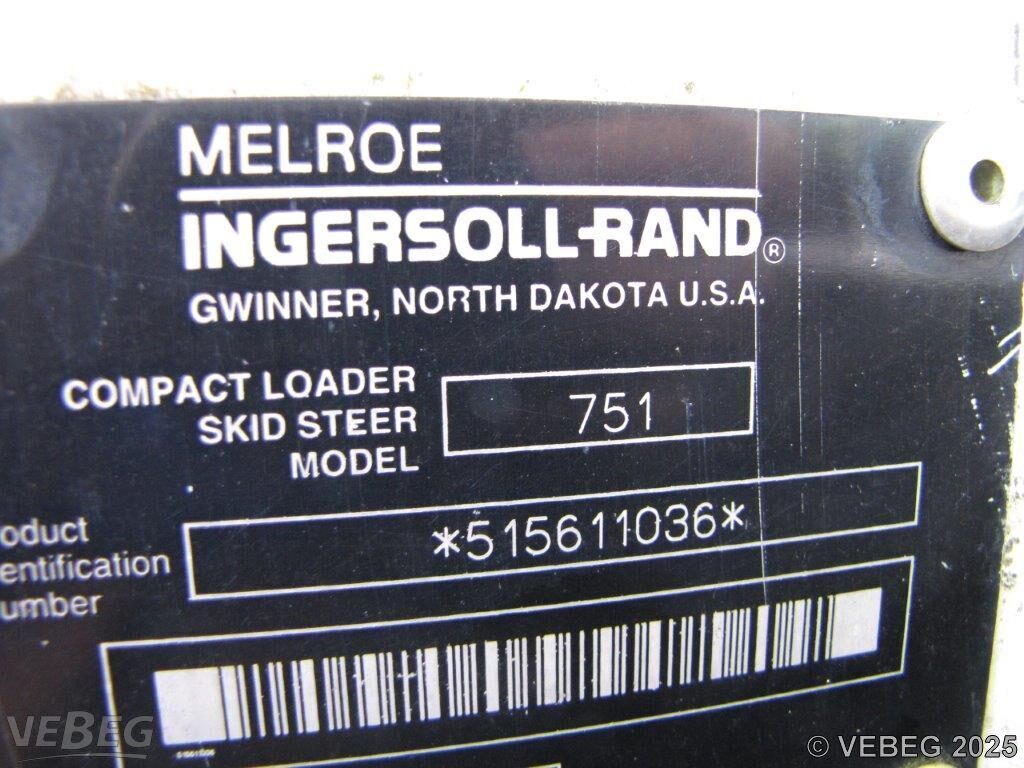 MELROE
INGERSOLL-RAND®
GWINNER, NORTH DAKOTA U.S.A.
COMPACT LOADER
SKID STEER
MODEL
751
oduct
entification
umber
*515611036*
VEBEG
© VEBEG 2025